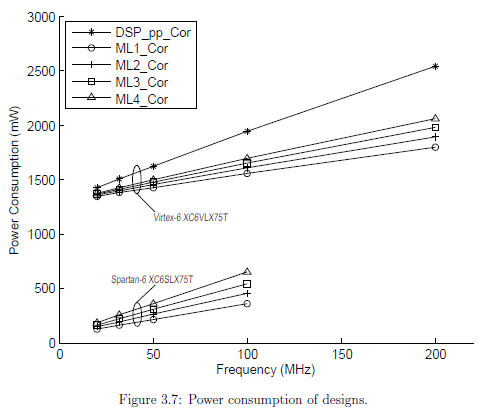 3000
2500
2000
1500
1000
500
0
Power Consumption (mW)
DSP_pp_Cor
ML1_Cor
ML2_Cor
ML3_Cor
ML4_Cor
Virtex-6 XC6VLX75T
Spartan-6 XC6SLX75T
0 50 100 150 200
Frequency (MHz)
Figure 3.7: Power consumption of designs.